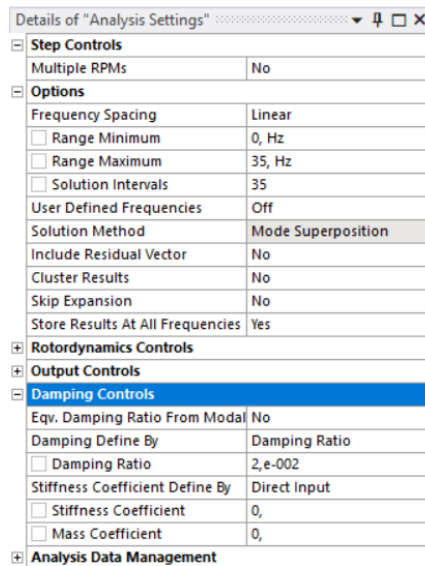 Details of "Analysis Settings"
Step Controls
Multiple RPMs No
Options
Frequency Spacing Linear
Range Minimum 0, Hz
Range Maximum 35, Hz
Solution Intervals 35
User Defined Frequencies Off
Solution Method Mode Superposition
Include Residual Vector No
Cluster Results No
Skip Expansion No
Store Results At All Frequencies Yes
Rotordynamics Controls
Output Controls
Damping Controls
Eqv. Damping Ratio From Modal No
Damping Define By Damping Ratio
Damping Ratio 2,e-002
Stiffness Coefficient Define By Direct Input
Stiffness Coefficient 0,
Mass Coefficient 0,
Analysis Data Management